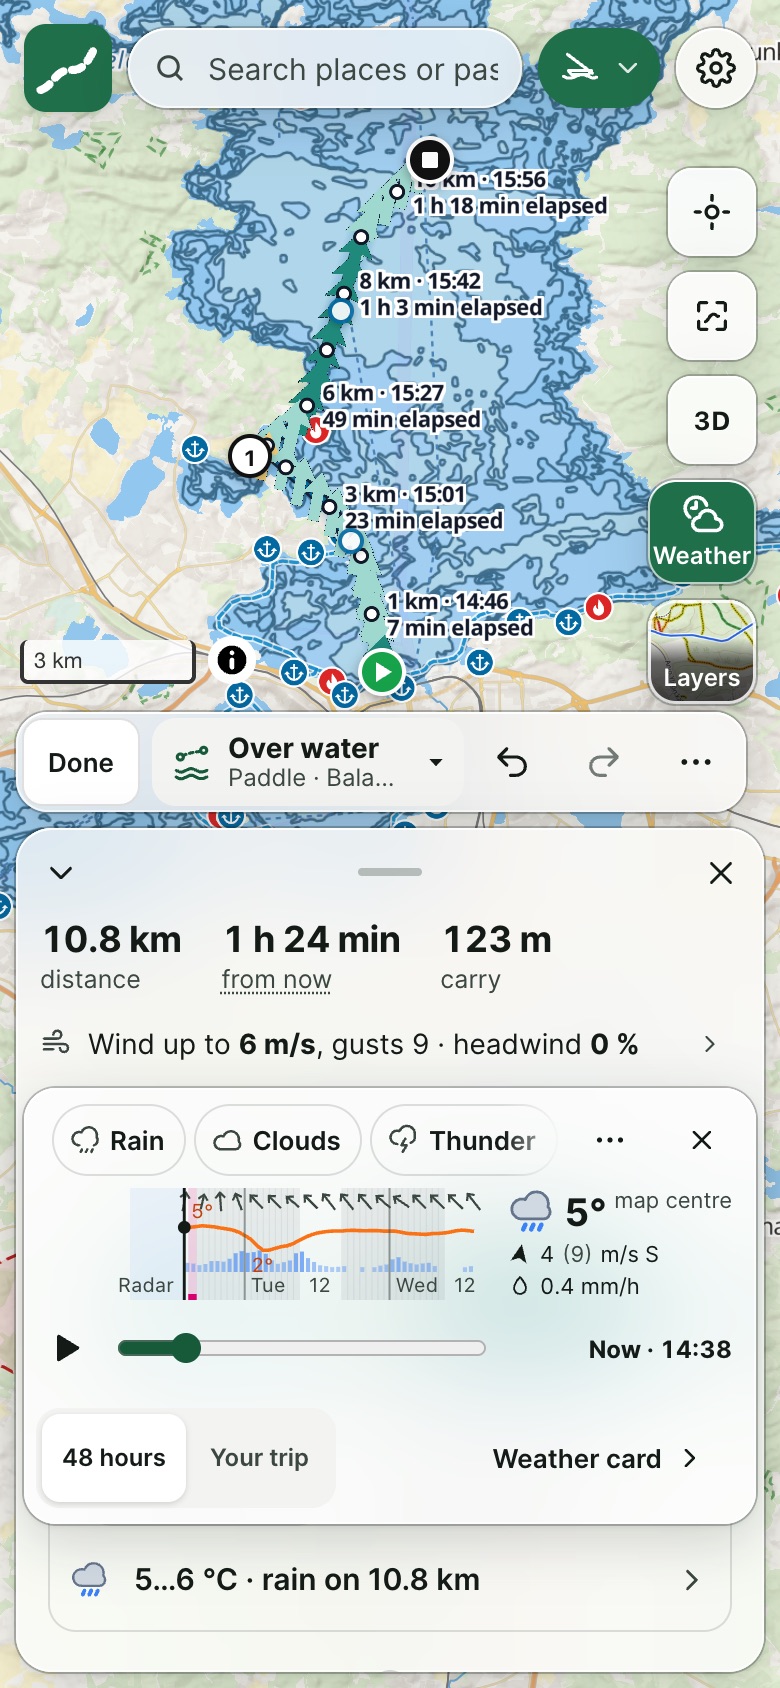 Search places or pas
km · 15:56
1 h 18 min elapsed
8 km · 15:42
1 h 3 min elapsed
6 km · 15:27
49 min elapsed
3D
1
3 km · 15:01
23 min elapsed
Weather
1 km · 14:46
7 min elapsed
3 km
Layers
Done
Over water
Paddle · Bala...
10.8 km
1 h 24 min
123 m
distance
from now
carry
Wind up to 6 m/s, gusts 9 · headwind 0 %
Rain
Clouds
Thunder
5°
5° map centre
4 (9) m/s S
2°
Radar
Tue
12
Wed
12
0.4 mm/h
Now · 14:38
48 hours
Your trip
Weather card
5...6 °C · rain on 10.8 km